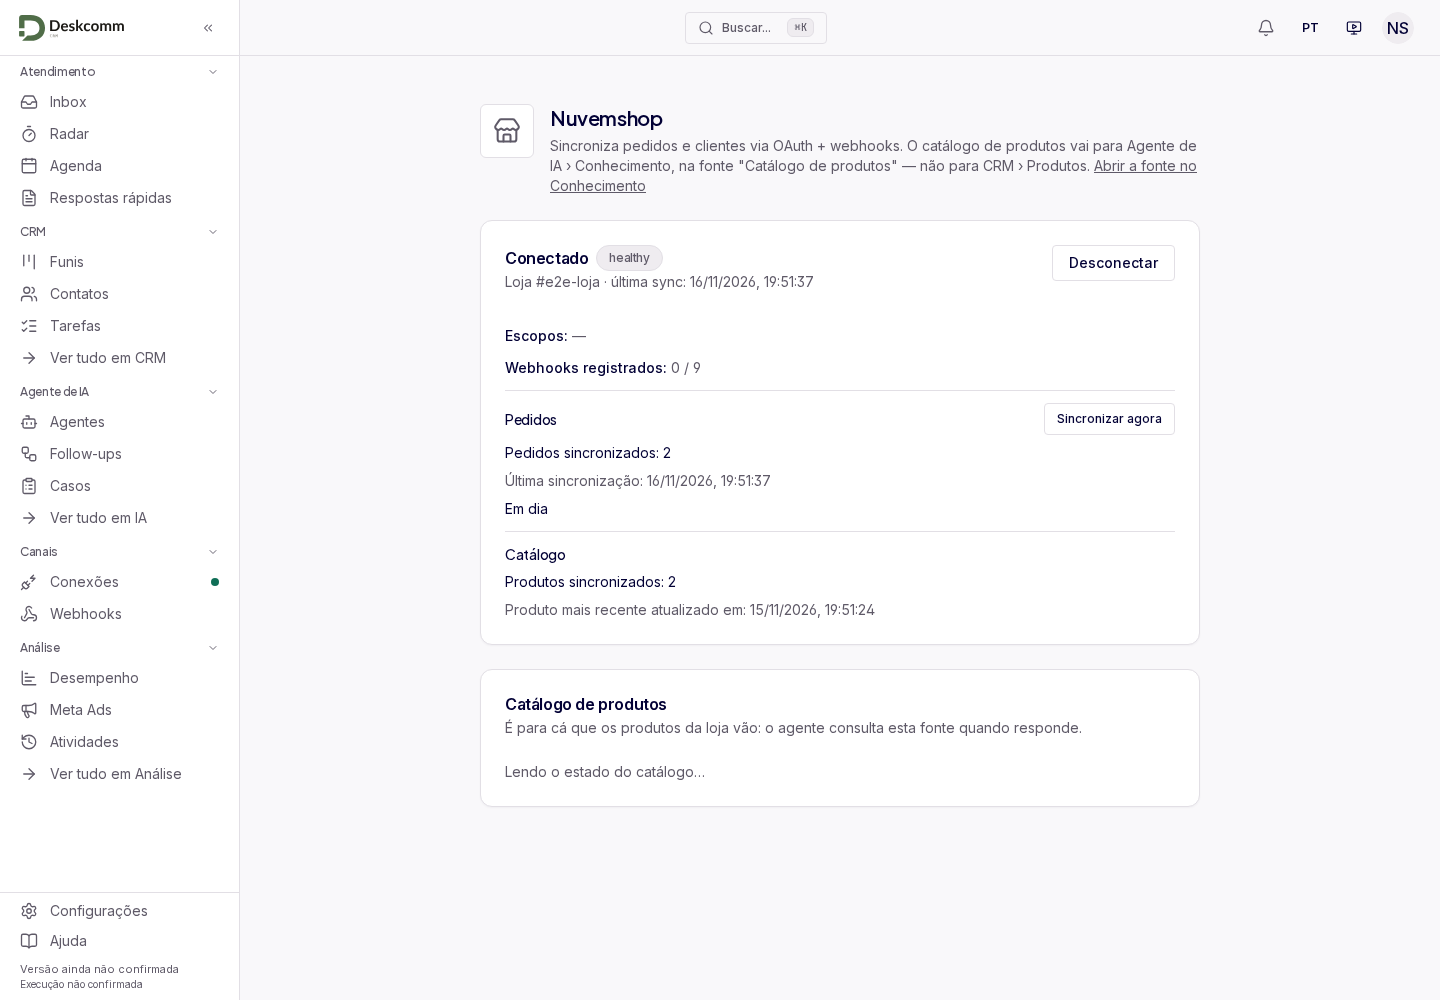 Deskcomm
Buscar...
⌘K
PT
NS
Atendimento
Inbox
Radar
Agenda
Respostas rápidas
CRM
Funis
Contatos
Tarefas
Ver tudo em CRM
Agente de IA
Agentes
Follow-ups
Casos
Ver tudo em IA
Canais
Conexões
Webhooks
Análise
Desempenho
Meta Ads
Atividades
Ver tudo em Análise
Configurações
Ajuda
Versão ainda não confirmada
Execução não confirmada
Nuvemshop
Sincroniza pedidos e clientes via OAuth + webhooks. O catálogo de produtos vai para Agente de
IA › Conhecimento, na fonte "Catálogo de produtos" — não para CRM › Produtos. Abrir a fonte no
Conhecimento
Conectado healthy
Desconectar
Loja #e2e-loja · última sync: 16/11/2026, 19:51:37
Escopos: —
Webhooks registrados: 0 / 9
Pedidos
Sincronizar agora
Pedidos sincronizados: 2
Última sincronização: 16/11/2026, 19:51:37
Em dia
Catálogo
Produtos sincronizados: 2
Produto mais recente atualizado em: 15/11/2026, 19:51:24
Catálogo de produtos
É para cá que os produtos da loja vão: o agente consulta esta fonte quando responde.
Lendo o estado do catálogo…